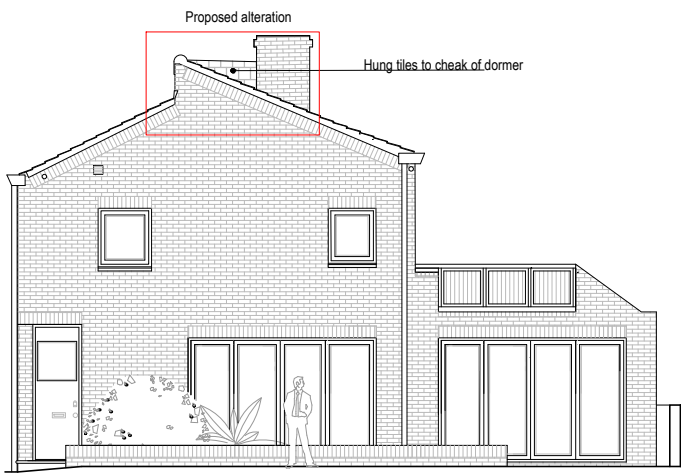 Proposed alteration
Hung tiles to cheak of dormer